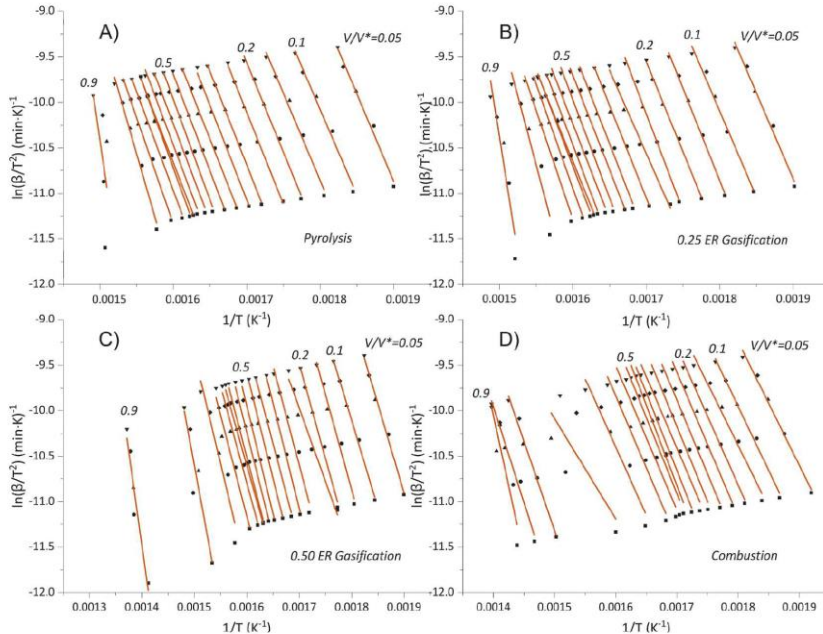 A)
V/V*=0.05
0.1
0.2
0.5
0.9
-9.0
-9.5
-10.0
-10.5
-11.0
-11.5
-12.0
ln(β/T²) (min·K)⁻¹
Pyrolysis
0.0015 0.0016 0.0017 0.0018 0.0019
1/T (K⁻¹)
B)
V/V*=0.05
0.1
0.2
0.5
0.9
-9.0
-9.5
-10.0
-10.5
-11.0
-11.5
-12.0
ln(β/T²) (min·K)⁻¹
0.25 ER Gasification
0.0015 0.0016 0.0017 0.0018 0.0019
1/T (K⁻¹)
C)
V/V*=0.05
0.1
0.2
0.5
0.9
-9.0
-9.5
-10.0
-10.5
-11.0
-11.5
-12.0
ln(β/T²) (min·K)⁻¹
0.50 ER Gasification
0.0013 0.0014 0.0015 0.0016 0.0017 0.0018 0.0019
1/T (K⁻¹)
D)
V/V*=0.05
0.1
0.2
0.5
0.9
-9.0
-9.5
-10.0
-10.5
-11.0
-11.5
-12.0
ln(β/T²) (min·K)⁻¹
Combustion
0.0014 0.0015 0.0016 0.0017 0.0018 0.0019
1/T (K⁻¹)